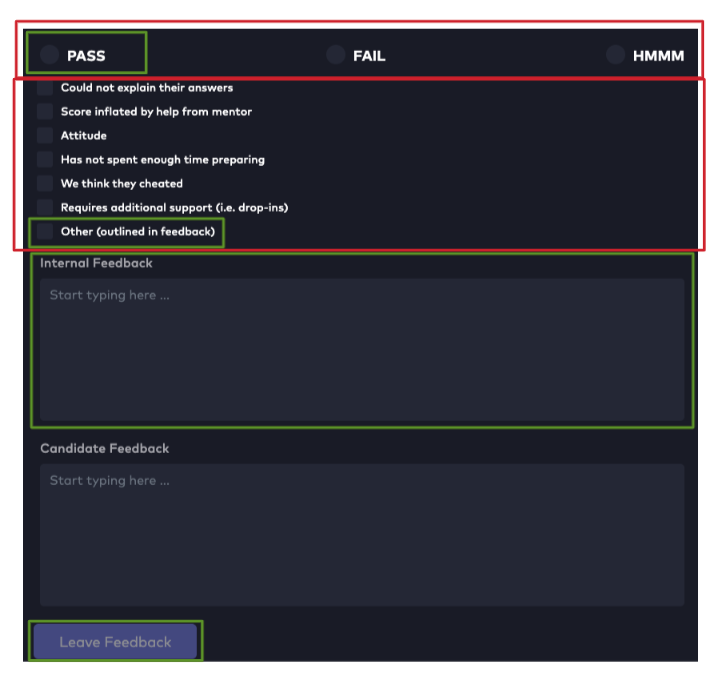 PASS FAIL HMMM
Could not explain their answers
Score inflated by help from mentor
Attitude
Has not spent enough time preparing
We think they cheated
Requires additional support (i.e. drop-ins)
Other (outlined in feedback)
Internal Feedback
Start typing here ...
Candidate Feedback
Start typing here ...
Leave Feedback